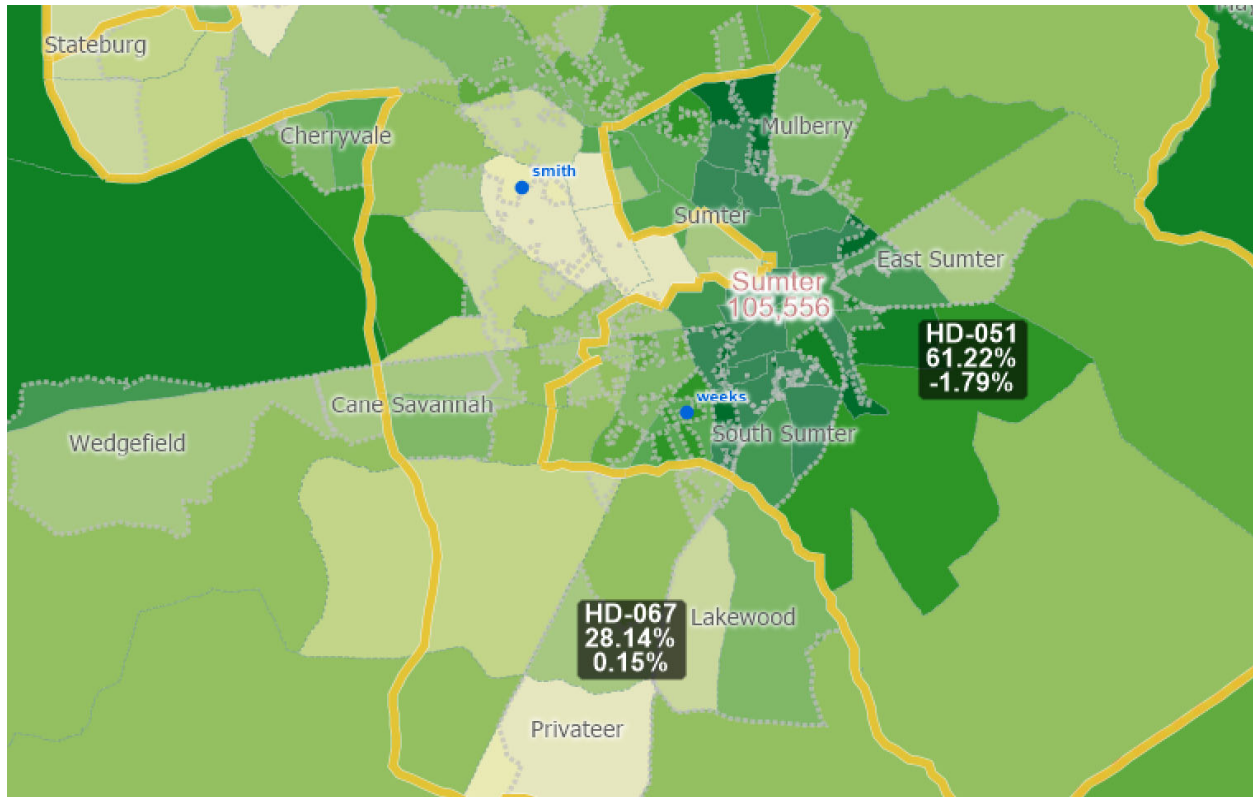 Stateburg
Cherryvale
Mulberry
smith
Sumter
East Sumter
Sumter
105,556
HD-051
61.22%
-1.79%
Cane Savannah
weeks
Wedgefield
South Sumter
HD-067
28.14%
0.15%
Lakewood
Privateer